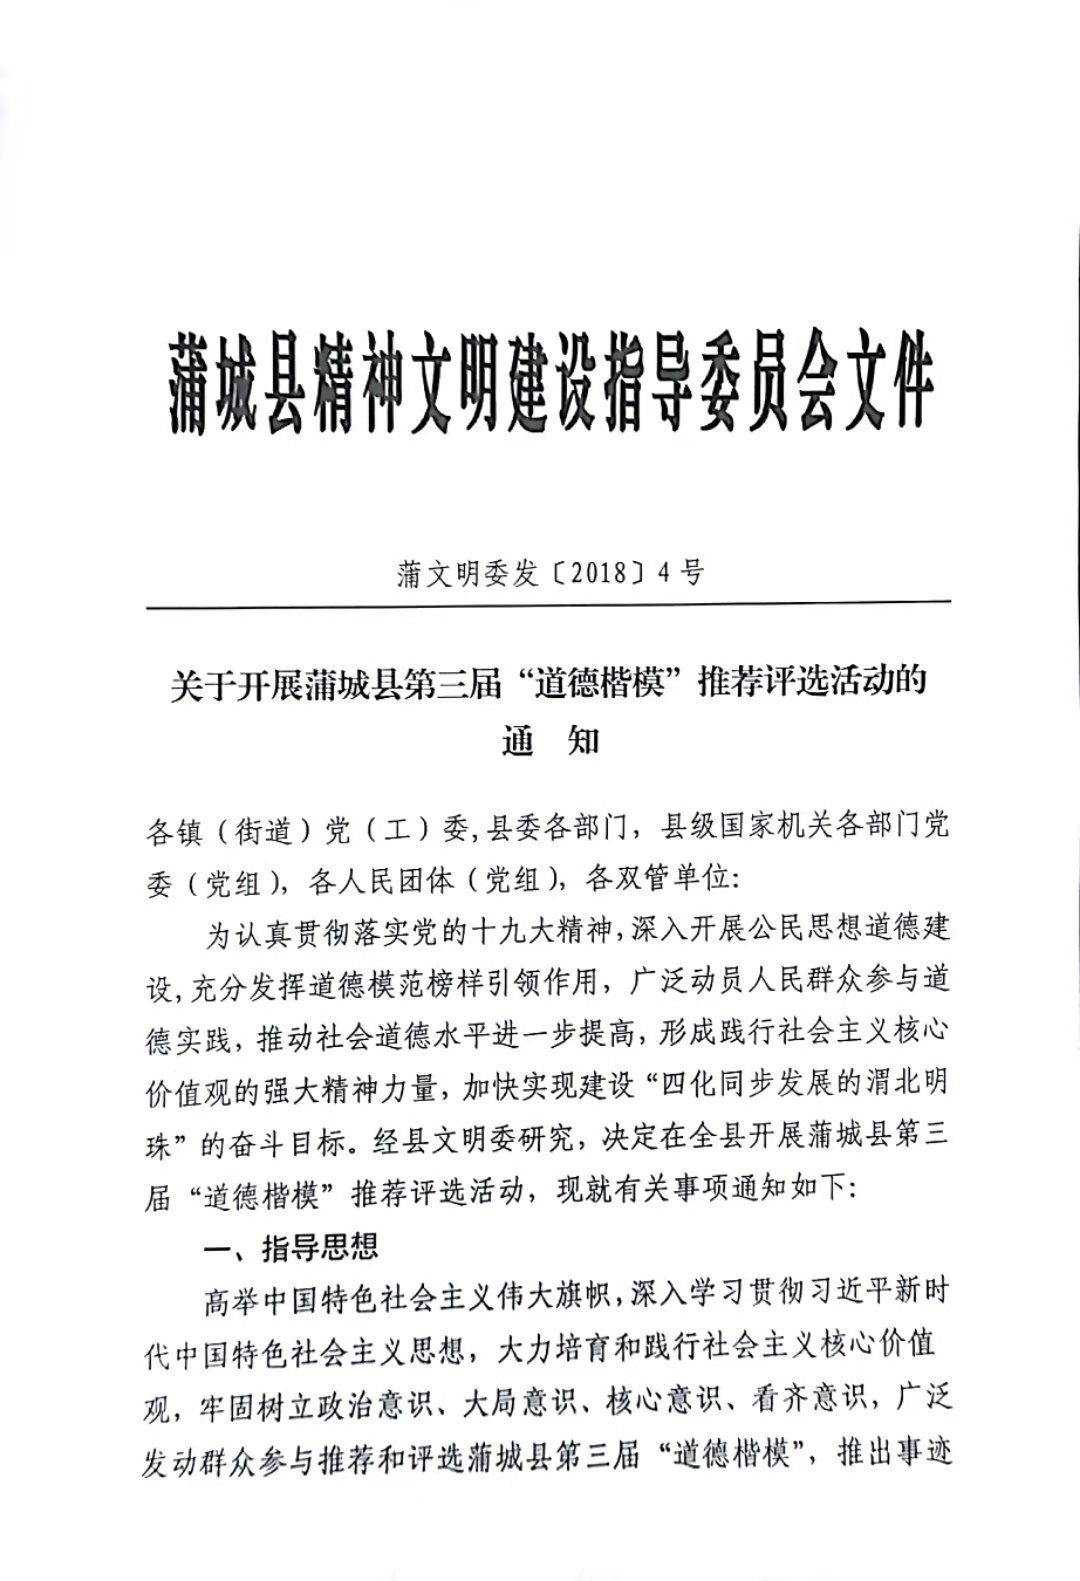 蒲城县精神文明建设指导委员会文件
蒲文明委发〔2018〕4号
关于开展蒲城县第三届“道德楷模”推荐评选活动的
通 知
各镇（街道）党（工）委,县委各部门，县级国家机关各部门党
委（党组），各人民团体（党组），各双管单位：
为认真贯彻落实党的十九大精神,深入开展公民思想道德建
设,充分发挥道德模范榜样引领作用，广泛动员人民群众参与道
德实践，推动社会道德水平进一步提高，形成践行社会主义核心
价值观的强大精神力量，加快实现建设“四化同步发展的渭北明
珠”的奋斗目标。经县文明委研究，决定在全县开展蒲城县第三
届“道德楷模”推荐评选活动，现就有关事项通知如下：
一、指导思想
高举中国特色社会主义伟大旗帜,深入学习贯彻习近平新时
代中国特色社会主义思想，大力培育和践行社会主义核心价值
观，牢固树立政治意识、大局意识、核心意识、看齐意识，广泛
发动群众参与推荐和评选蒲城县第三届“道德楷模”，推出事迹